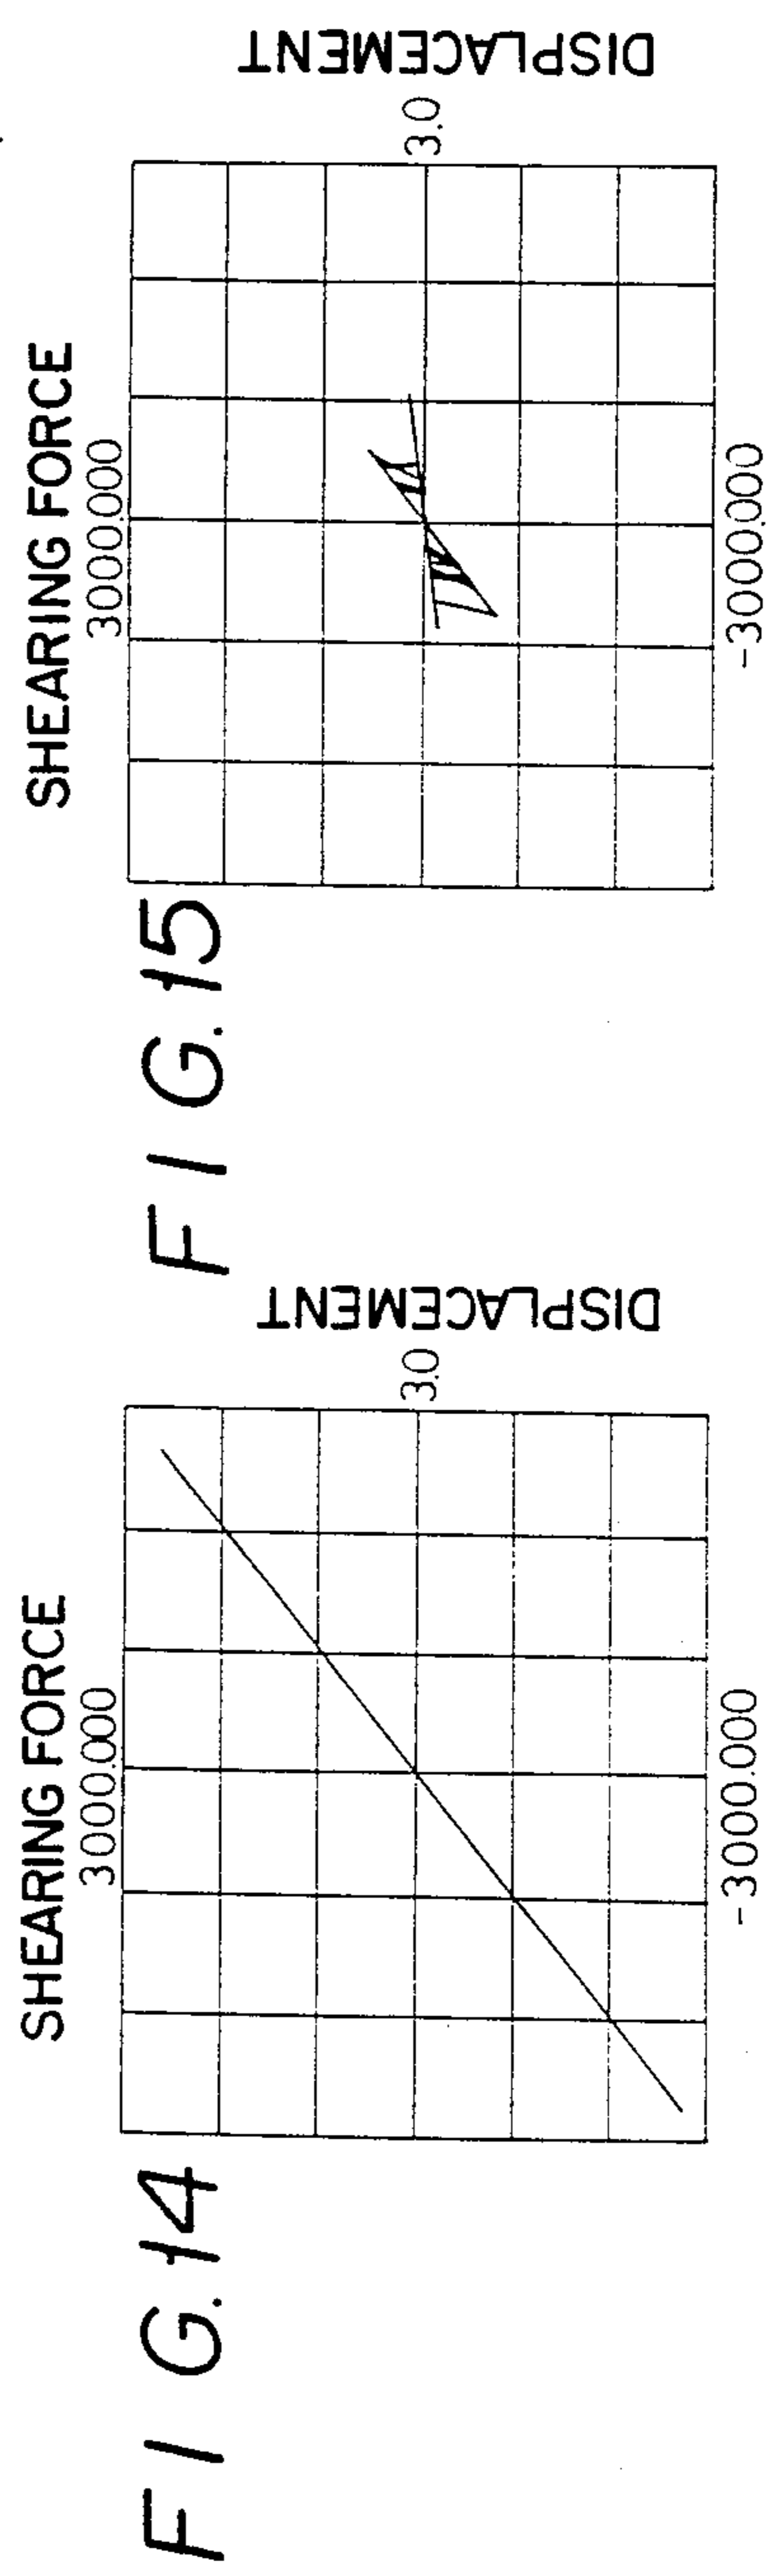 FIG. 14
SHEARING FORCE
3000.000
3.0
DISPLACEMENT
-3000.000
FIG. 15
SHEARING FORCE
3000.000
3.0
DISPLACEMENT
-3000.000